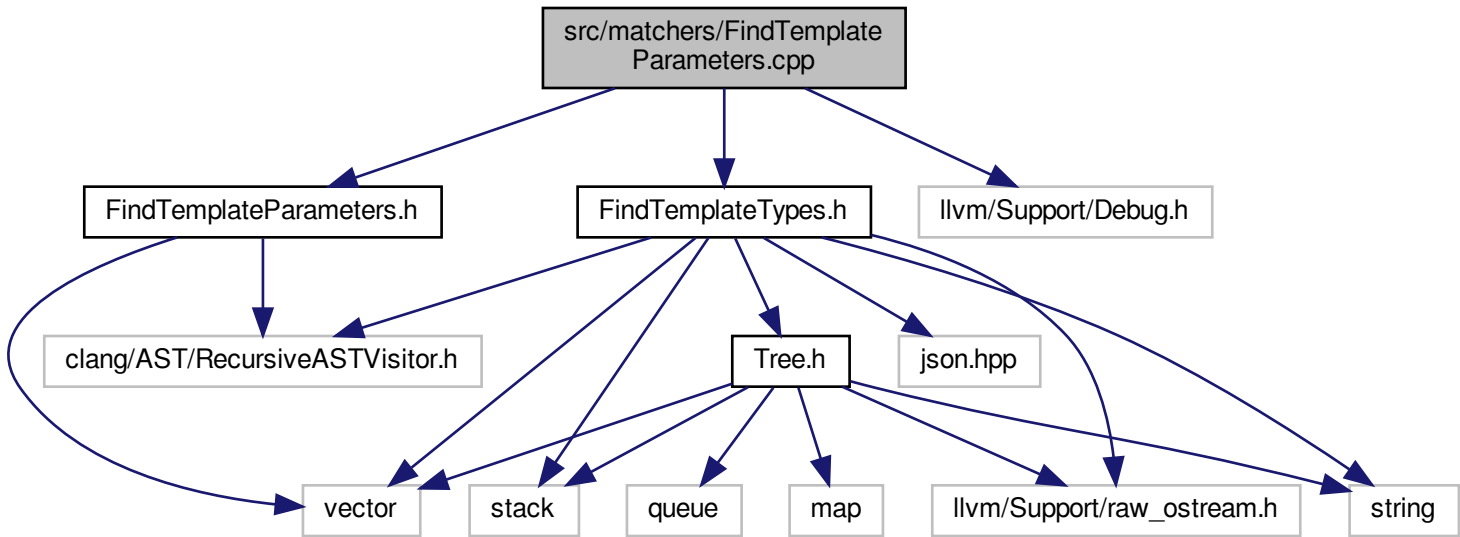 src/matchers/FindTemplate
Parameters.cpp
FindTemplateParameters.h
FindTemplateTypes.h
llvm/Support/Debug.h
clang/AST/RecursiveASTVisitor.h
Tree.h
json.hpp
vector
stack
queue
map
llvm/Support/raw_ostream.h
string